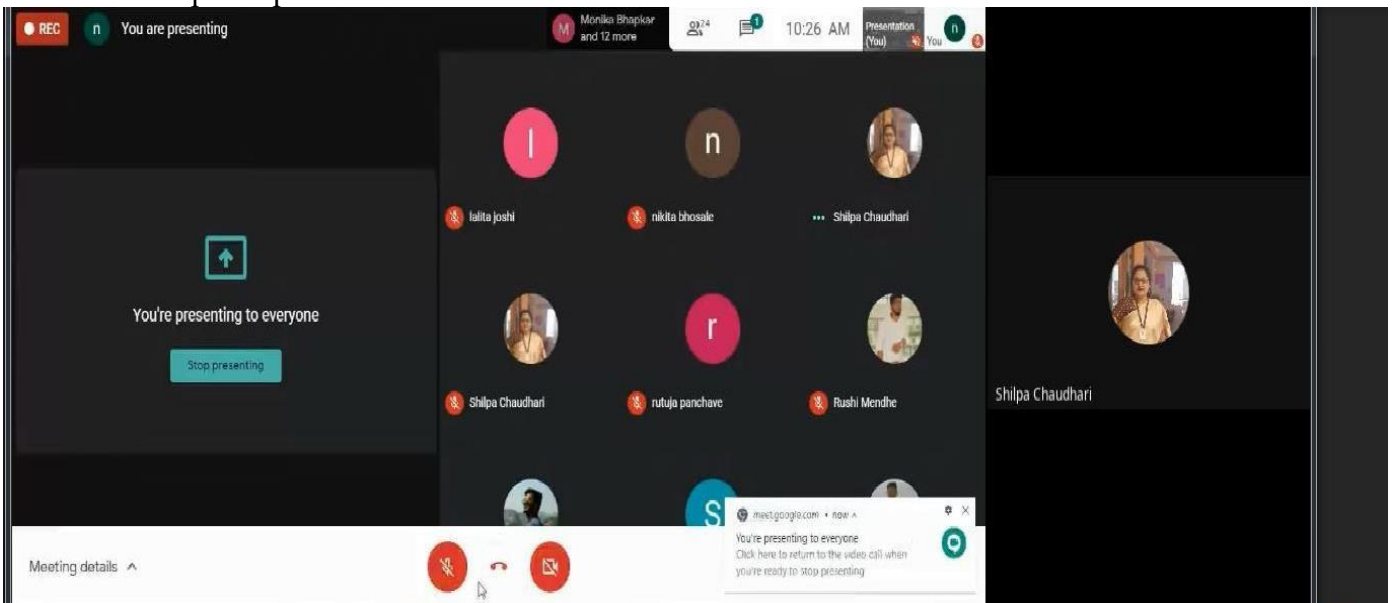 REC
n
You are presenting
M
Monika Bhapkar
and 12 more
24
1
10:26 AM
Presentation
(You)
You
n
l
n
lalita joshi
nikita bhosale
Shilpa Chaudhari
You're presenting to everyone
Stop presenting
r
Shilpa Chaudhari
rutuja panchave
Rushi Mendhe
Shilpa Chaudhari
S
meet.google.com • now
You're presenting to everyone
Click here to return to the video call when
you're ready to stop presenting
Meeting details